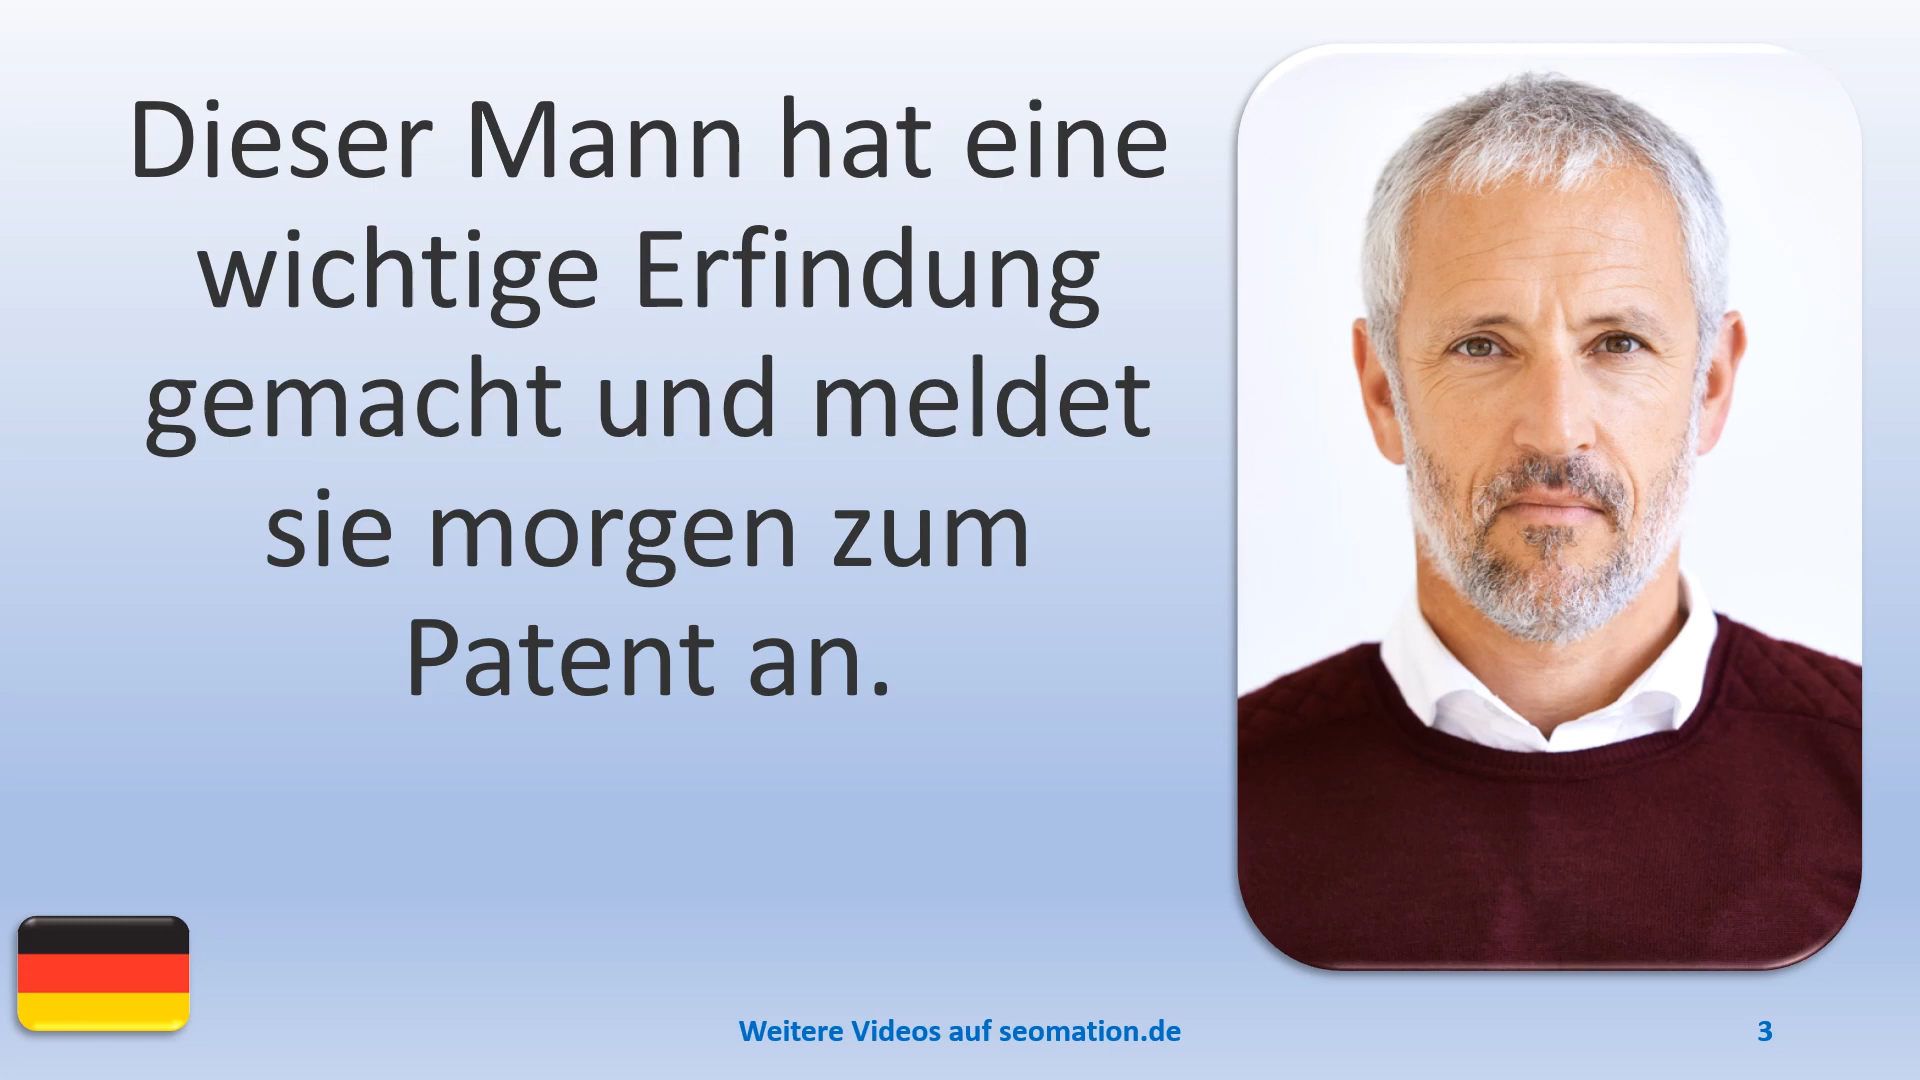 Dieser Mann hat eine
wichtige Erfindung
gemacht und meldet
sie morgen zum
Patent an.
Weitere Videos auf seomation.de
3